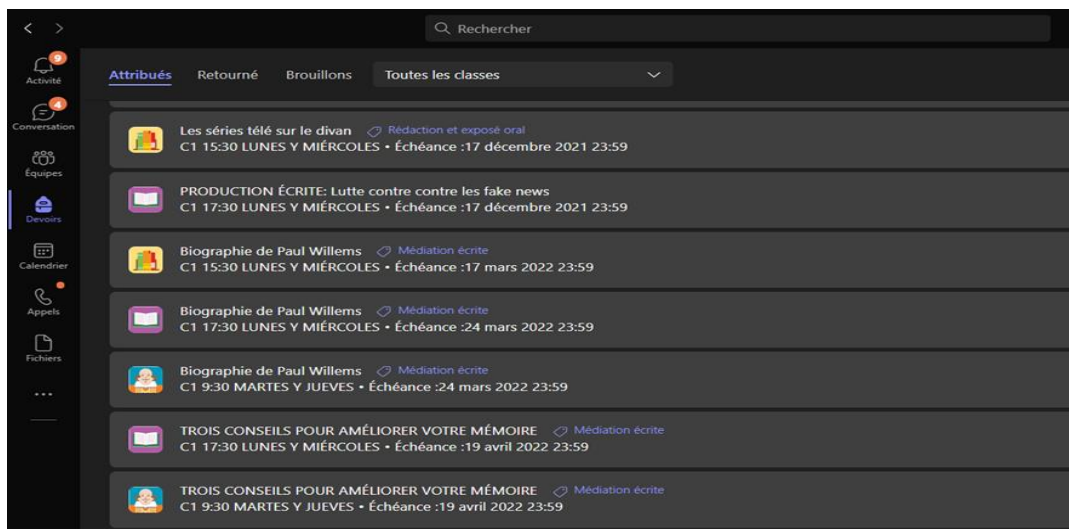 Rechercher
9
Activité
4
Conversation
Équipes
Devoirs
Calendrier
Appels
Fichiers
Attribués Retourné Brouillons Toutes les classes
Les séries télé sur le divan Rédaction et exposé oral
C1 15:30 LUNES Y MIÉRCOLES • Échéance :17 décembre 2021 23:59
PRODUCTION ÉCRITE: Lutte contre contre les fake news
C1 17:30 LUNES Y MIÉRCOLES • Échéance :17 décembre 2021 23:59
Biographie de Paul Willems Médiation écrite
C1 15:30 LUNES Y MIÉRCOLES • Échéance :17 mars 2022 23:59
Biographie de Paul Willems Médiation écrite
C1 17:30 LUNES Y MIÉRCOLES • Échéance :24 mars 2022 23:59
Biographie de Paul Willems Médiation écrite
C1 9:30 MARTES Y JUEVES • Échéance :24 mars 2022 23:59
TROIS CONSEILS POUR AMÉLIORER VOTRE MÉMOIRE Médiation écrite
C1 17:30 LUNES Y MIÉRCOLES • Échéance :19 avril 2022 23:59
TROIS CONSEILS POUR AMÉLIORER VOTRE MÉMOIRE Médiation écrite
C1 9:30 MARTES Y JUEVES • Échéance :19 avril 2022 23:59